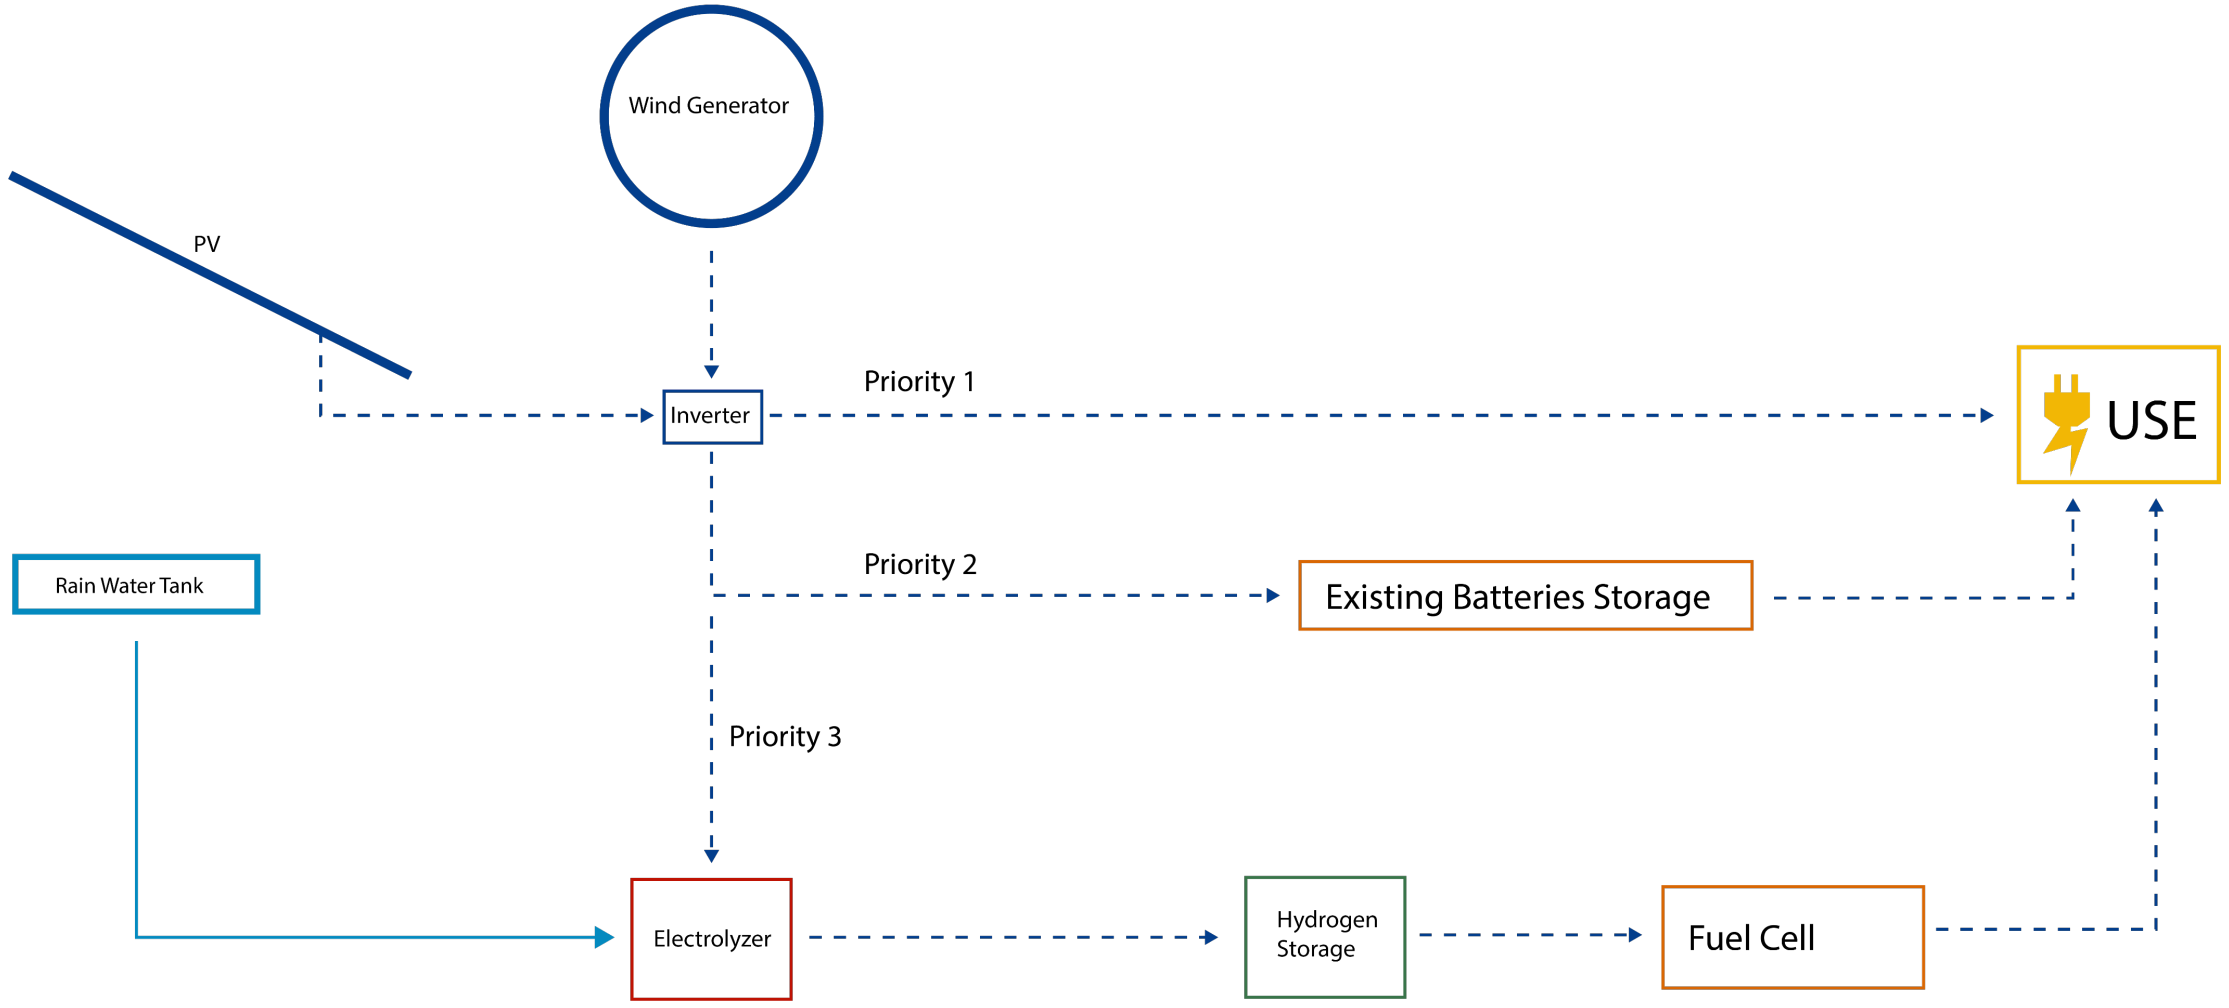 Wind Generator
PV
Priority 1
Inverter
USE
Priority 2
Rain Water Tank
Existing Batteries Storage
Priority 3
Electrolyzer
Hydrogen
Storage
Fuel Cell